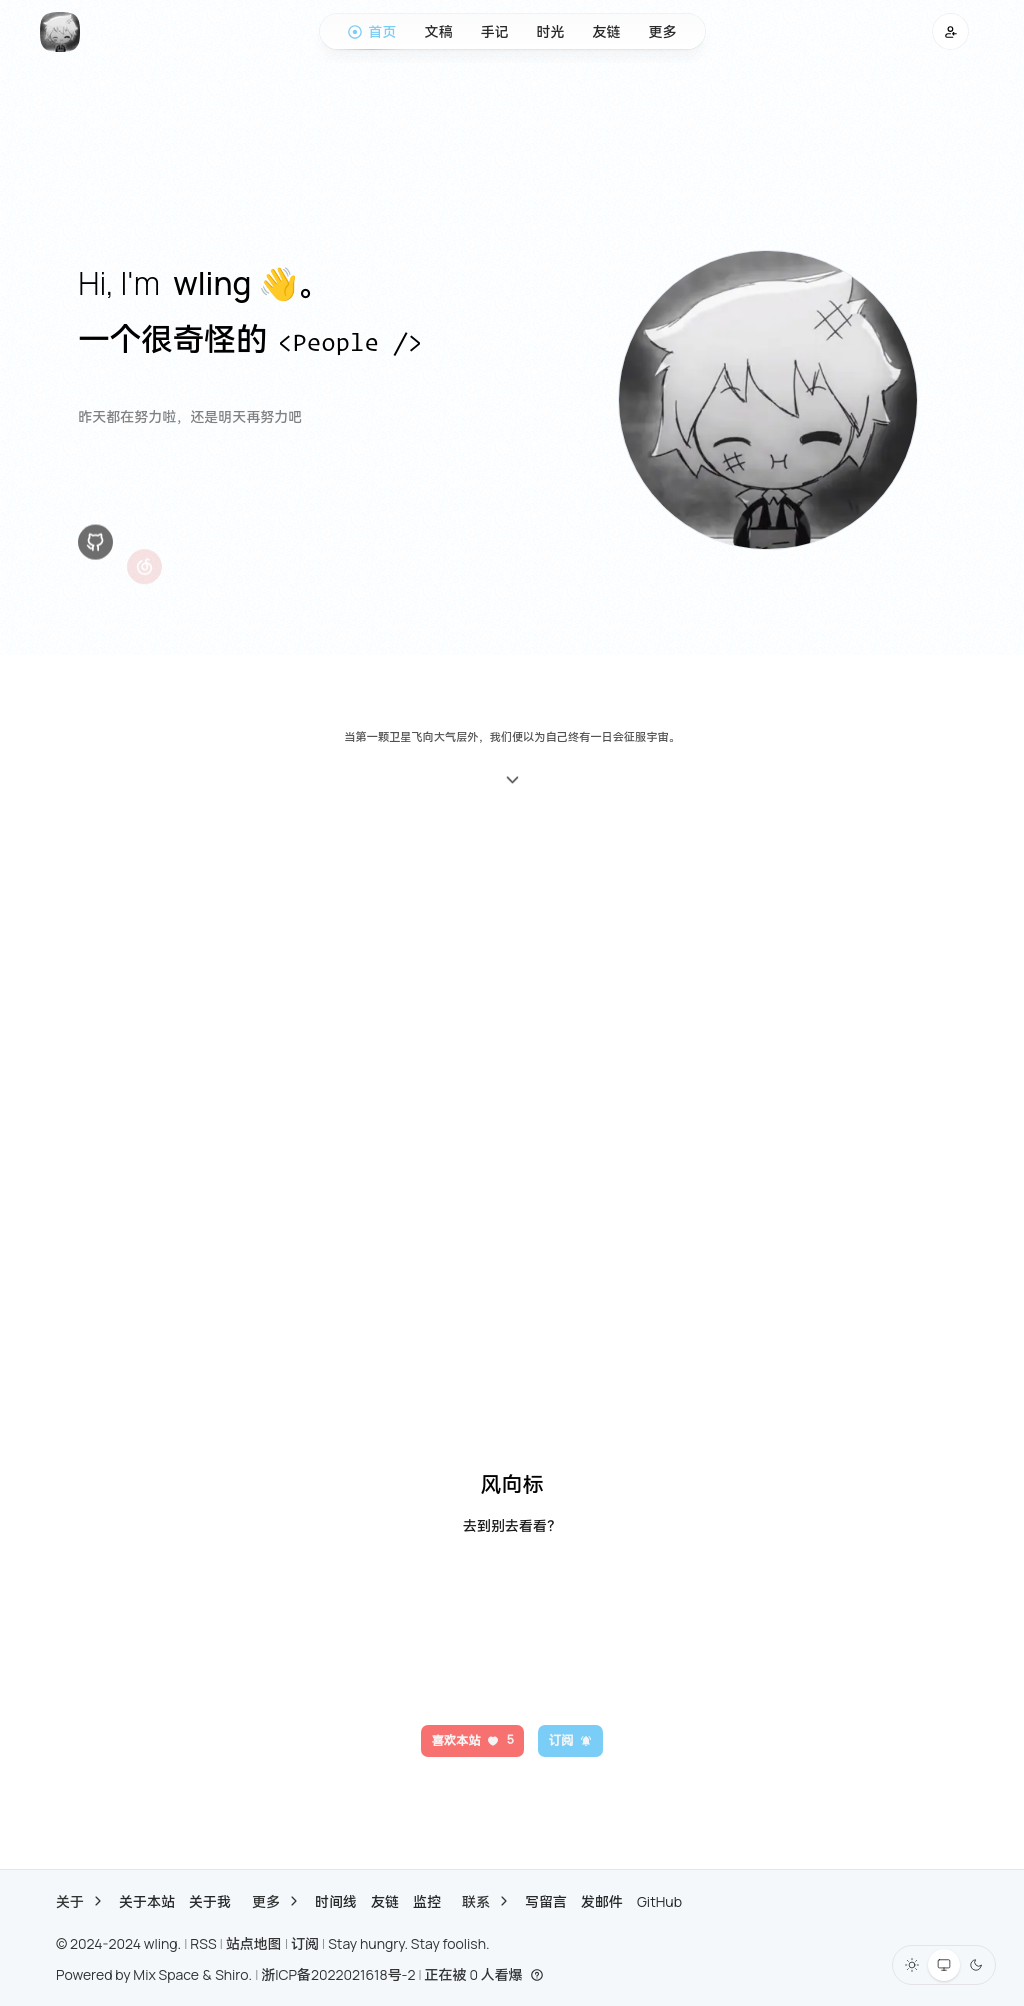 首页 文稿 手记 时光 友链 更多
Hi, I'm wling 👋。
一个很奇怪的 <People />
昨天都在努力啦，还是明天再努力吧
当第一颗卫星飞向大气层外，我们便以为自己终有一日会征服宇宙。
风向标
去到别去看看？
喜欢本站 5 订阅
关于 > 关于本站 关于我 更多 > 时间线 友链 监控 联系 > 写留言 发邮件 GitHub
© 2024-2024 wling. | RSS | 站点地图 | 订阅 | Stay hungry. Stay foolish.
Powered by Mix Space & Shiro. | 浙ICP备2022021618号-2 | 正在被 0 人看爆